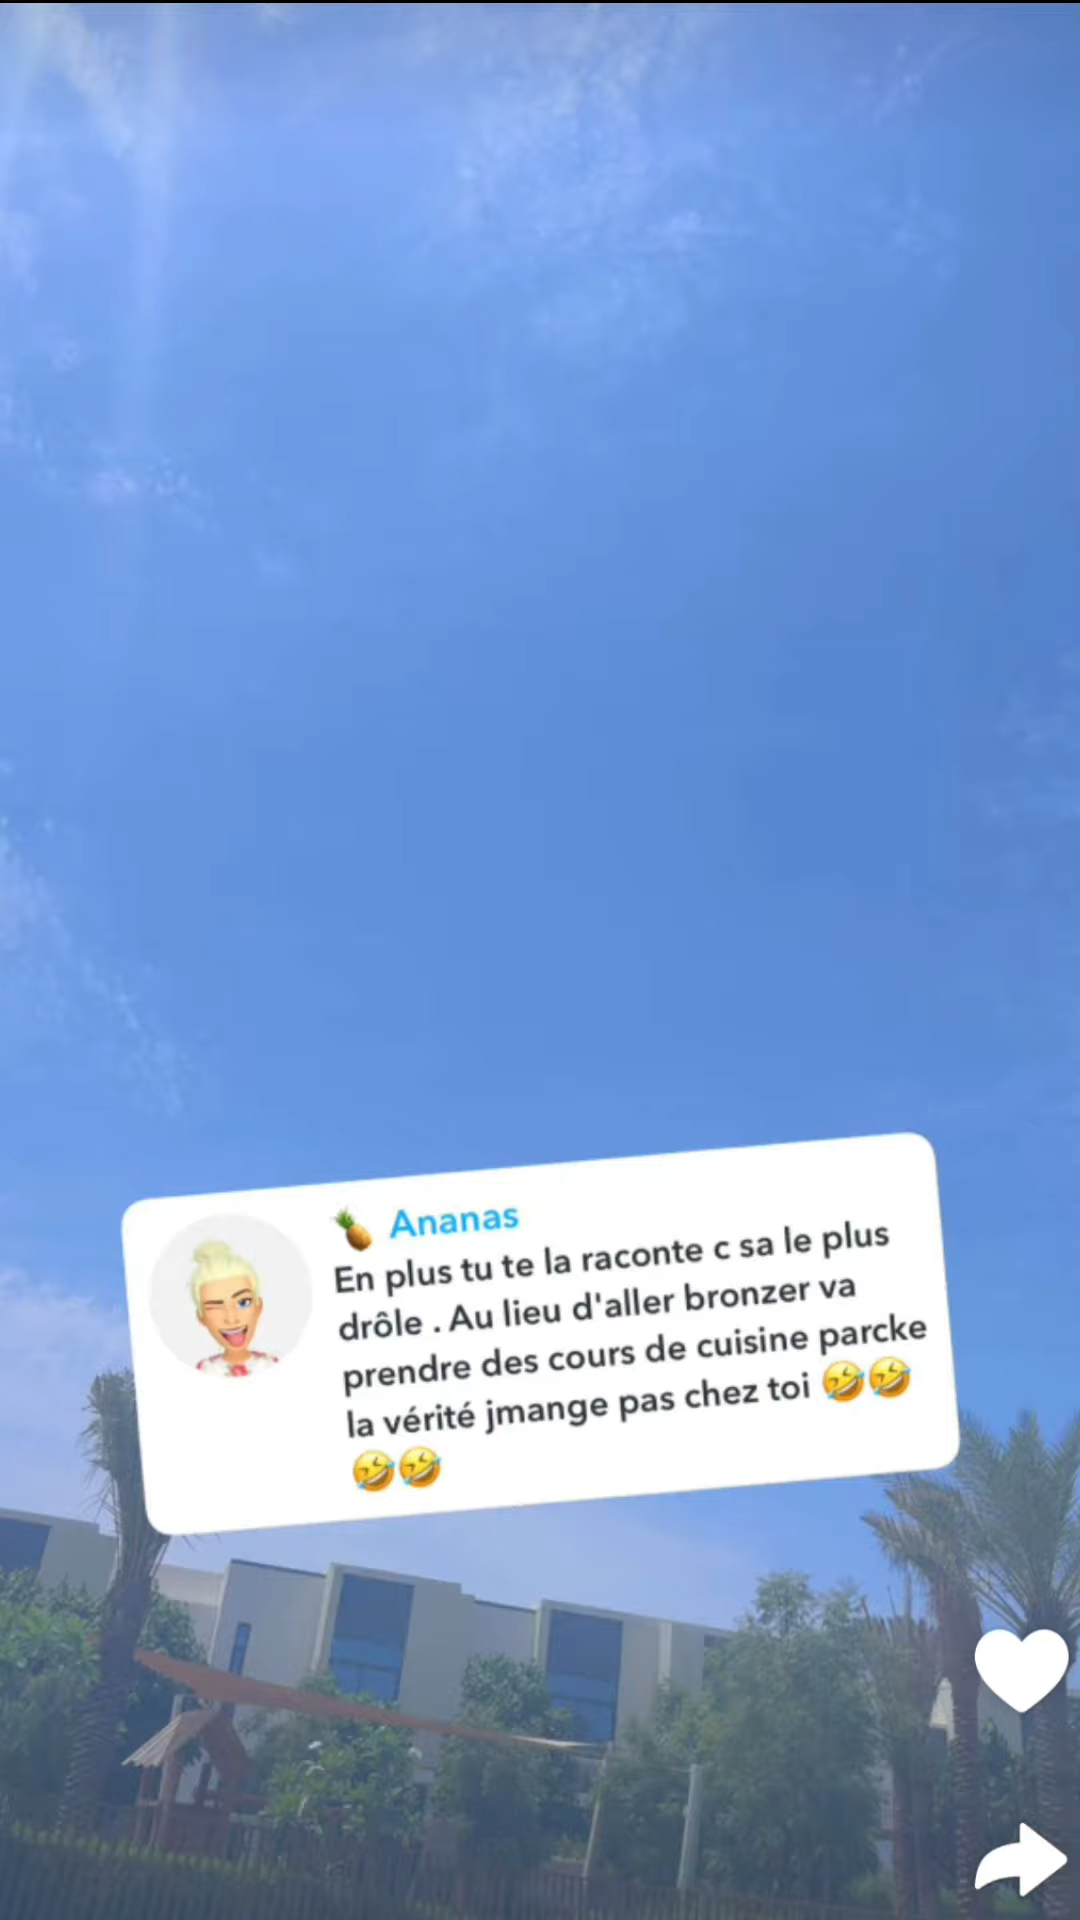 🍍 Ananas
En plus tu te la raconte c sa le plus
drôle . Au lieu d'aller bronzer va
prendre des cours de cuisine parcke
la vérité jmange pas chez toi 🤣🤣
🤣🤣